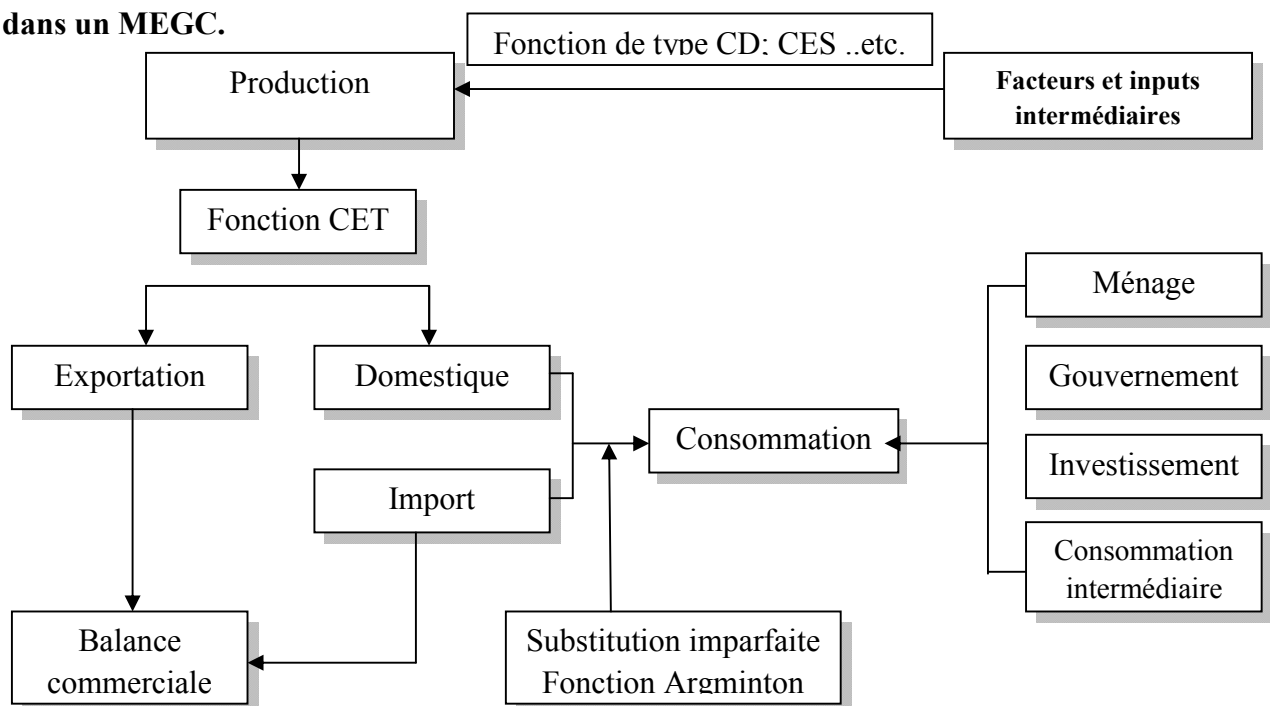 dans un MEGC.
Fonction de type CD; CES ..etc.
Production
Facteurs et inputs
intermédiaires
Fonction CET
Ménage
Exportation
Domestique
Gouvernement
Consommation
Investissement
Import
Consommation
intermédiaire
Balance
commerciale
Substitution imparfaite
Fonction Argminton